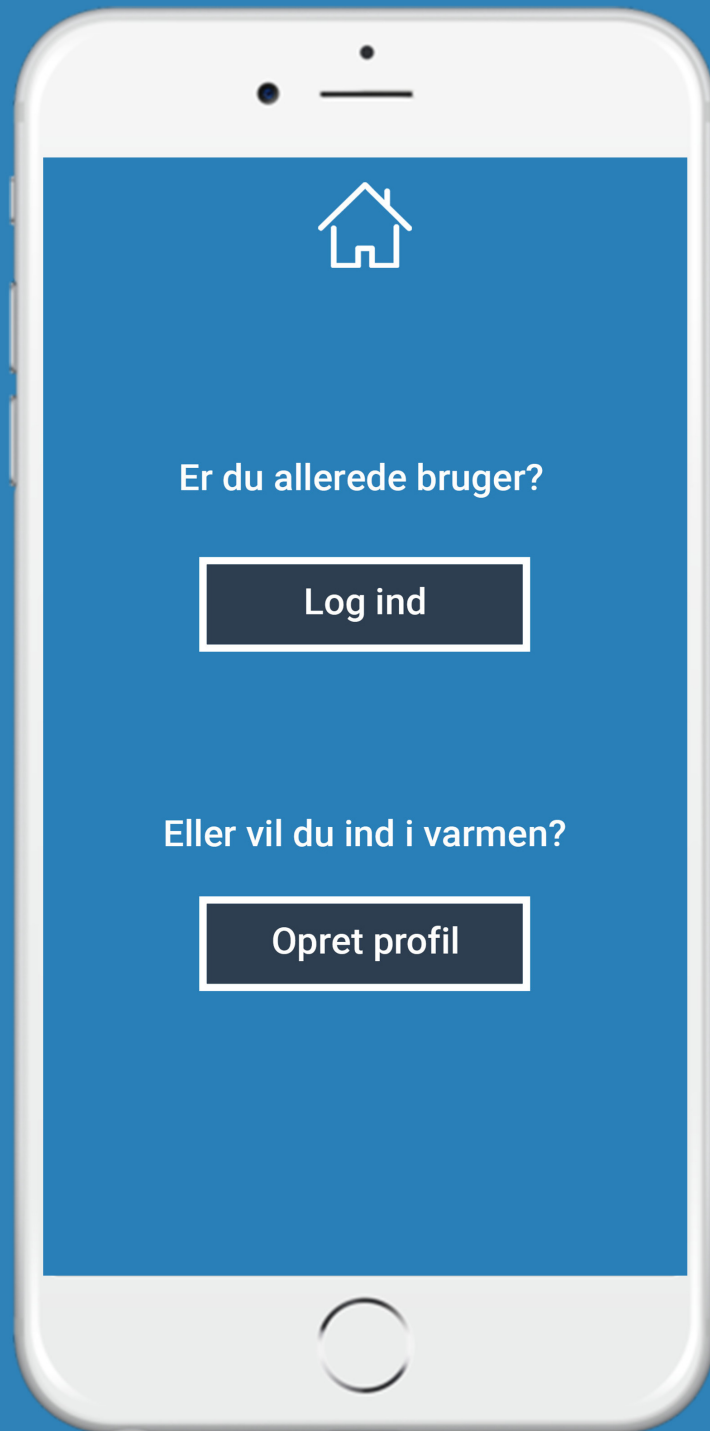 Er du allerede bruger?
Log ind
Eller vil du ind i varmen?
Opret profil